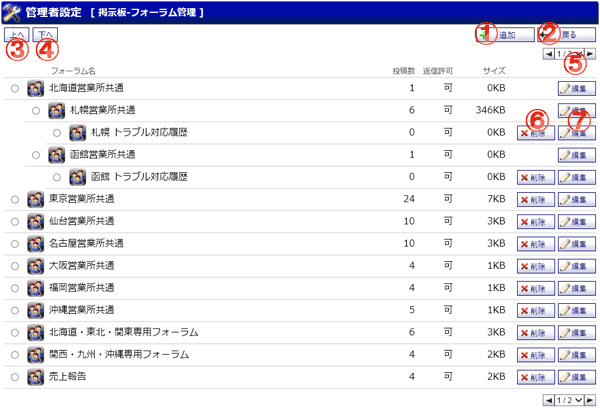 管理者設定 [ 掲示板-フォーラム管理 ]
上へ 下へ ① 追加 ② 戻る
③ ④ 1 / 2 ⑤
フォーラム名 投稿数 返信許可 サイズ
北海道営業所共通 1 可 0KB 編集
札幌営業所共通 6 可 346KB 編集
⑥ ⑦
札幌 トラブル対応履歴 0 可 0KB 削除 編集
函館営業所共通 1 可 0KB 編集
函館 トラブル対応履歴 0 可 0KB 削除 編集
東京営業所共通 24 可 7KB 削除 編集
仙台営業所共通 10 可 3KB 削除 編集
名古屋営業所共通 10 可 3KB 削除 編集
大阪営業所共通 4 可 1KB 削除 編集
福岡営業所共通 4 可 1KB 削除 編集
沖縄営業所共通 5 可 1KB 削除 編集
北海道・東北・関東専用フォーラム 6 可 3KB 削除 編集
関西・九州・沖縄専用フォーラム 4 可 2KB 削除 編集
売上報告 4 可 2KB 削除 編集
1 / 2